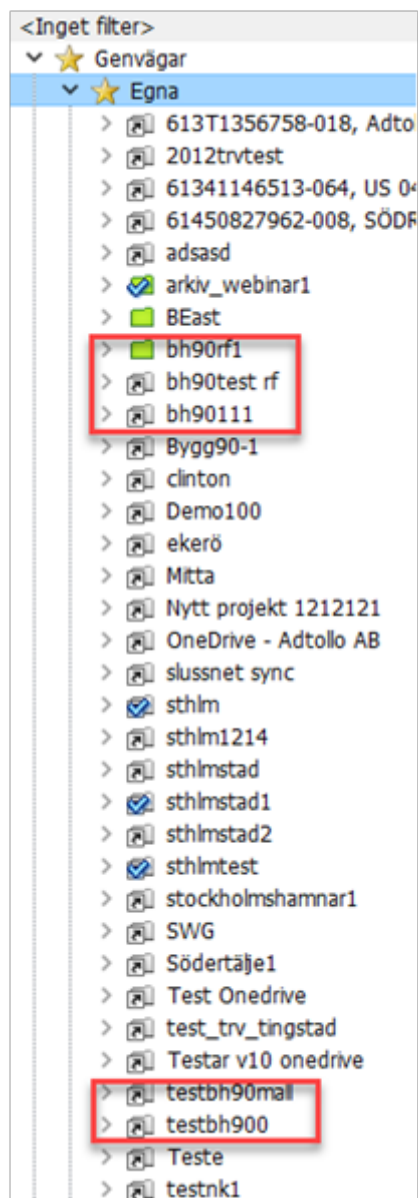 <Inget filter>
Genvägar
Egna
613T1356758-018, Adto
2012trvtest
61341146513-064, US 04
61450827962-008, SÖDR
adsasd
arkiv_webinar1
BEast
bh90rf1
bh90test rf
bh90111
Bygg90-1
clinton
Demo100
ekerö
Mitta
Nytt projekt 1212121
OneDrive - Adtollo AB
slussnet sync
sthlm
sthlm1214
sthlmstad
sthlmstad1
sthlmstad2
sthlmtest
stockholmshamnar1
SWG
Södertälje1
Test Onedrive
test_trv_tingstad
Testar v10 onedrive
testbh90mall
testbh900
Teste
testnk1